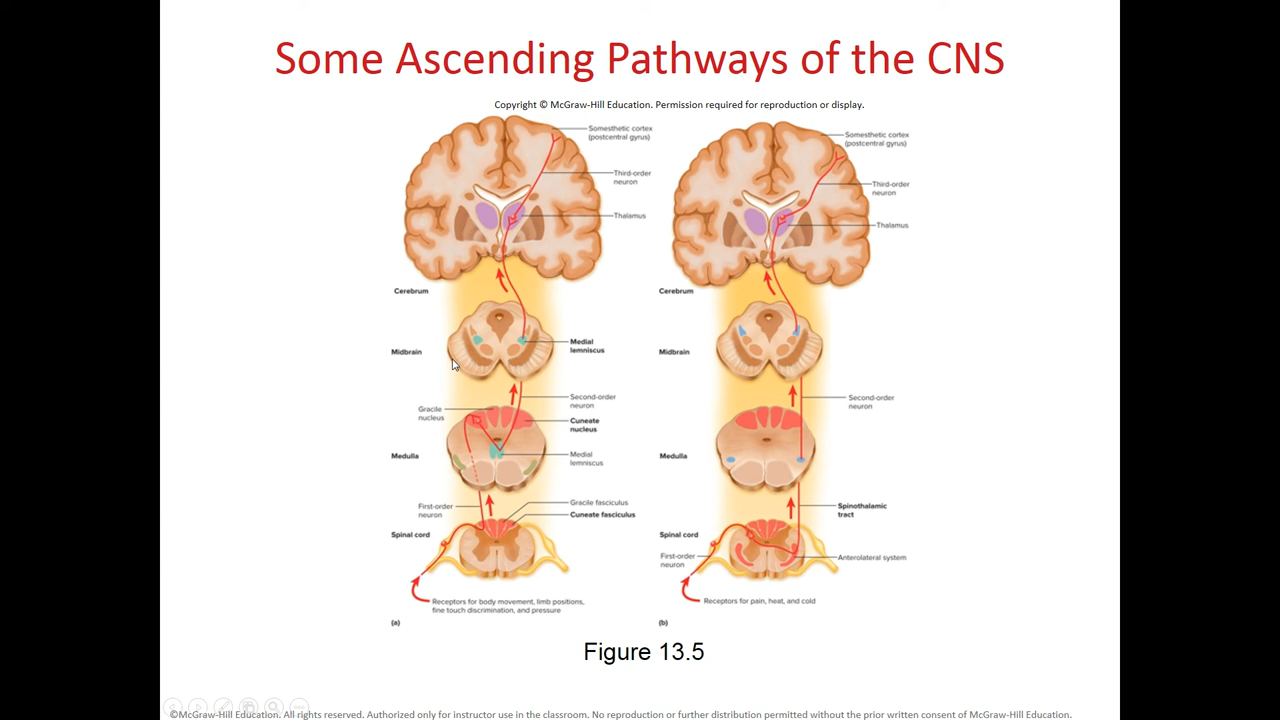 Some Ascending Pathways of the CNS
Copyright © McGraw-Hill Education. Permission required for reproduction or display.
Somesthetic cortex
(postcentral gyrus)
Third-order
neuron
Thalamus
Cerebrum
Midbrain
Medial
lemniscus
Second-order
neuron
Gracile
nucleus
Cuneate
nucleus
Medulla
Medial
lemniscus
First-order
neuron
Gracile fasciculus
Cuneate fasciculus
Spinal cord
Receptors for body movement, limb positions,
fine touch discrimination, and pressure
(a)
Somesthetic cortex
(postcentral gyrus)
Third-order
neuron
Thalamus
Cerebrum
Midbrain
Second-order
neuron
Medulla
Spinothalamic
tract
Spinal cord
First-order
neuron
Anterolateral system
Receptors for pain, heat, and cold
(b)
Figure 13.5
©McGraw-Hill Education. All rights reserved. Authorized only for instructor use in the classroom. No reproduction or further distribution permitted without the prior written consent of McGraw-Hill Education.